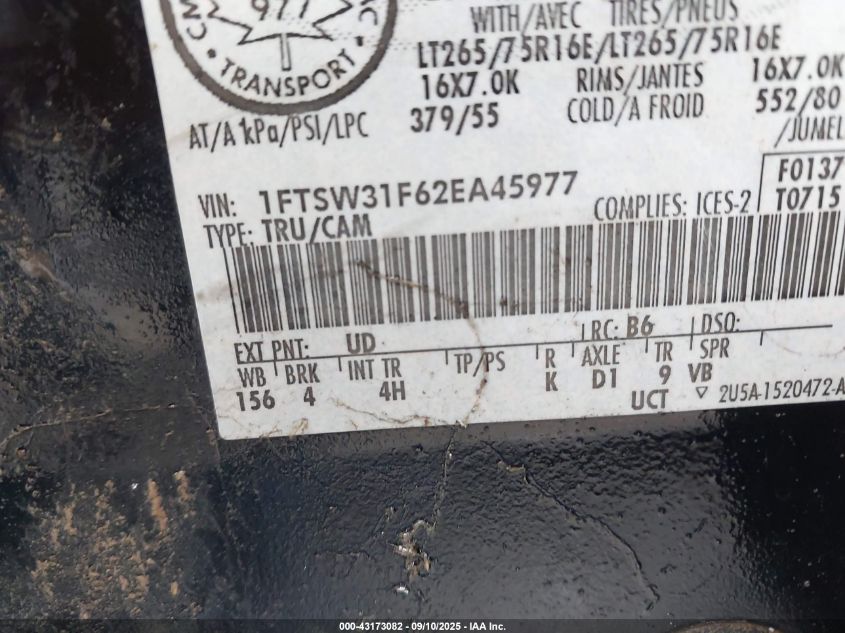 977
TRANSPORT
WITH/AVEC TIRES/PNEUS
LT265/75R16E/LT265/75R16E
16X7.0K RIMS/JANTES 16X7.0K
AT/A kPa/PSI/LPC 379/55 COLD/A FROID 552/80
/JUMEL
VIN: 1FTSW31F62EA45977 COMPLIES: ICES-2 F0137
TYPE: TRU/CAM T0715
EXT PNT: UD RC: B6 DSO:
WB BRK INT TR TP/PS R AXLE TR SPR
156 4 4H K D1 9 VB
UCT ▽ 2U5A-1520472-A
000-43173082 - 09/10/2025 - IAA Inc.